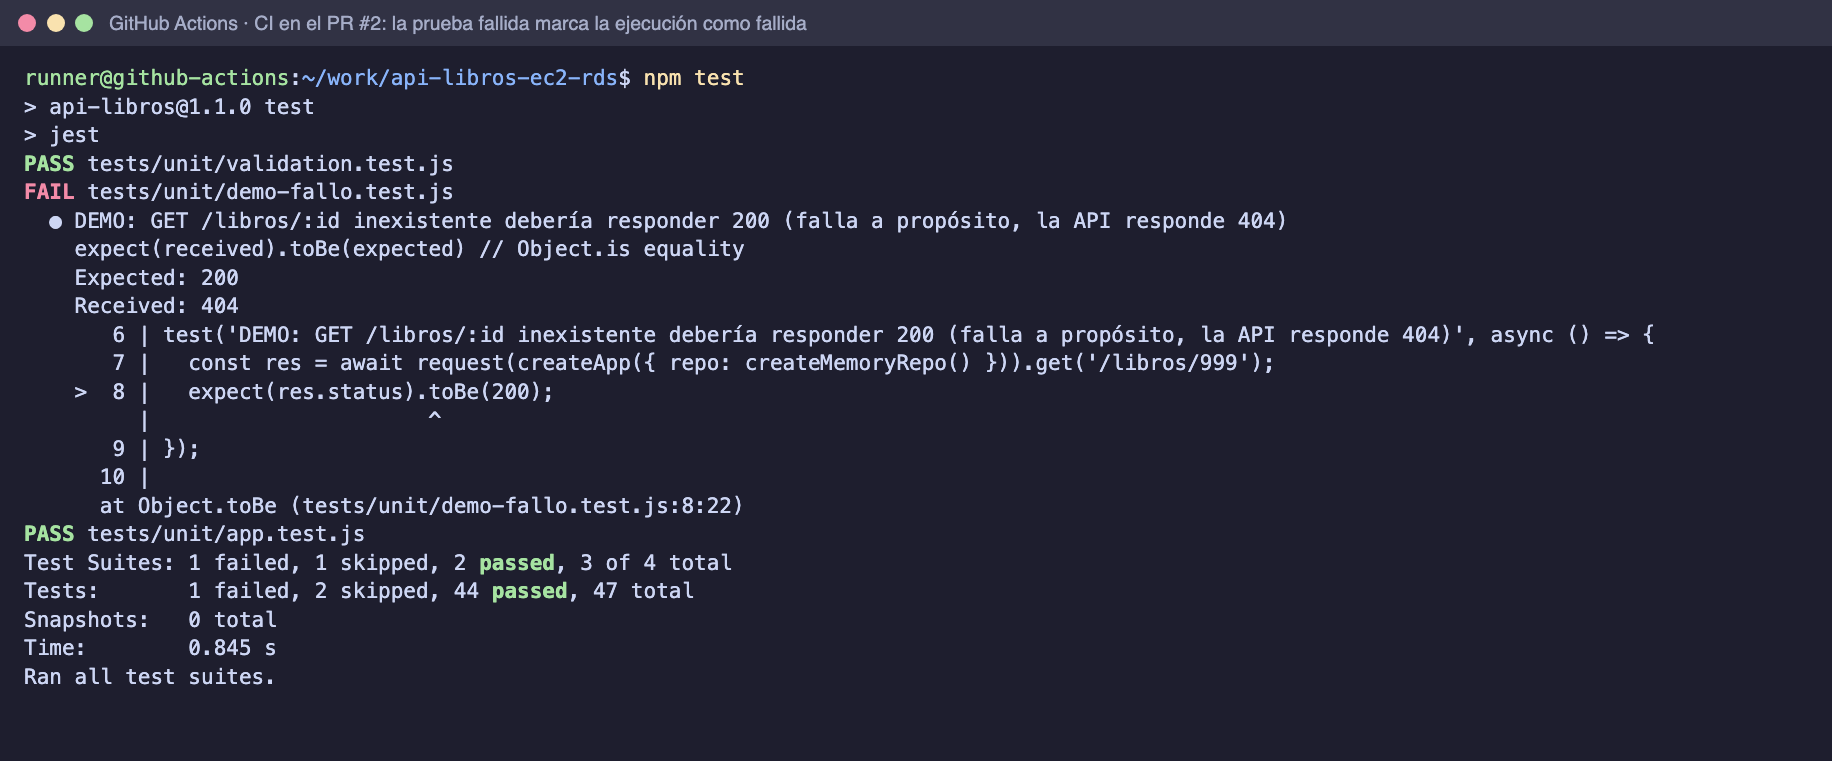 GitHub Actions · CI en el PR #2: la prueba fallida marca la ejecución como fallida
runner@github-actions:~/work/api-libros-ec2-rds$ npm test
> api-libros@1.1.0 test
> jest
PASS tests/unit/validation.test.js
FAIL tests/unit/demo-fallo.test.js
  ● DEMO: GET /libros/:id inexistente debería responder 200 (falla a propósito, la API responde 404)
    expect(received).toBe(expected) // Object.is equality
    Expected: 200
    Received: 404
       6 | test('DEMO: GET /libros/:id inexistente debería responder 200 (falla a propósito, la API responde 404)', async () => {
       7 |   const res = await request(createApp({ repo: createMemoryRepo() })).get('/libros/999');
    >  8 |   expect(res.status).toBe(200);
         |                      ^
       9 | });
      10 |
      at Object.toBe (tests/unit/demo-fallo.test.js:8:22)
PASS tests/unit/app.test.js
Test Suites: 1 failed, 1 skipped, 2 passed, 3 of 4 total
Tests:       1 failed, 2 skipped, 44 passed, 47 total
Snapshots:   0 total
Time:        0.845 s
Ran all test suites.